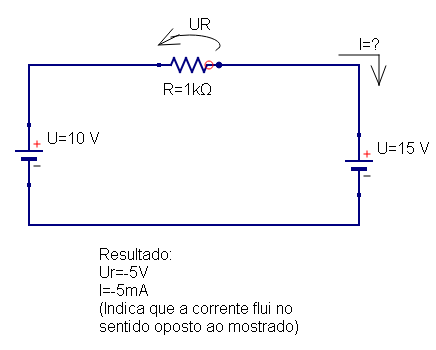 UR
I=?
R=1kΩ
+
U=10 V
−
+
U=15 V
−
Resultado:
Ur=-5V
I=-5mA
(Indica que a corrente flui no
sentido oposto ao mostrado)